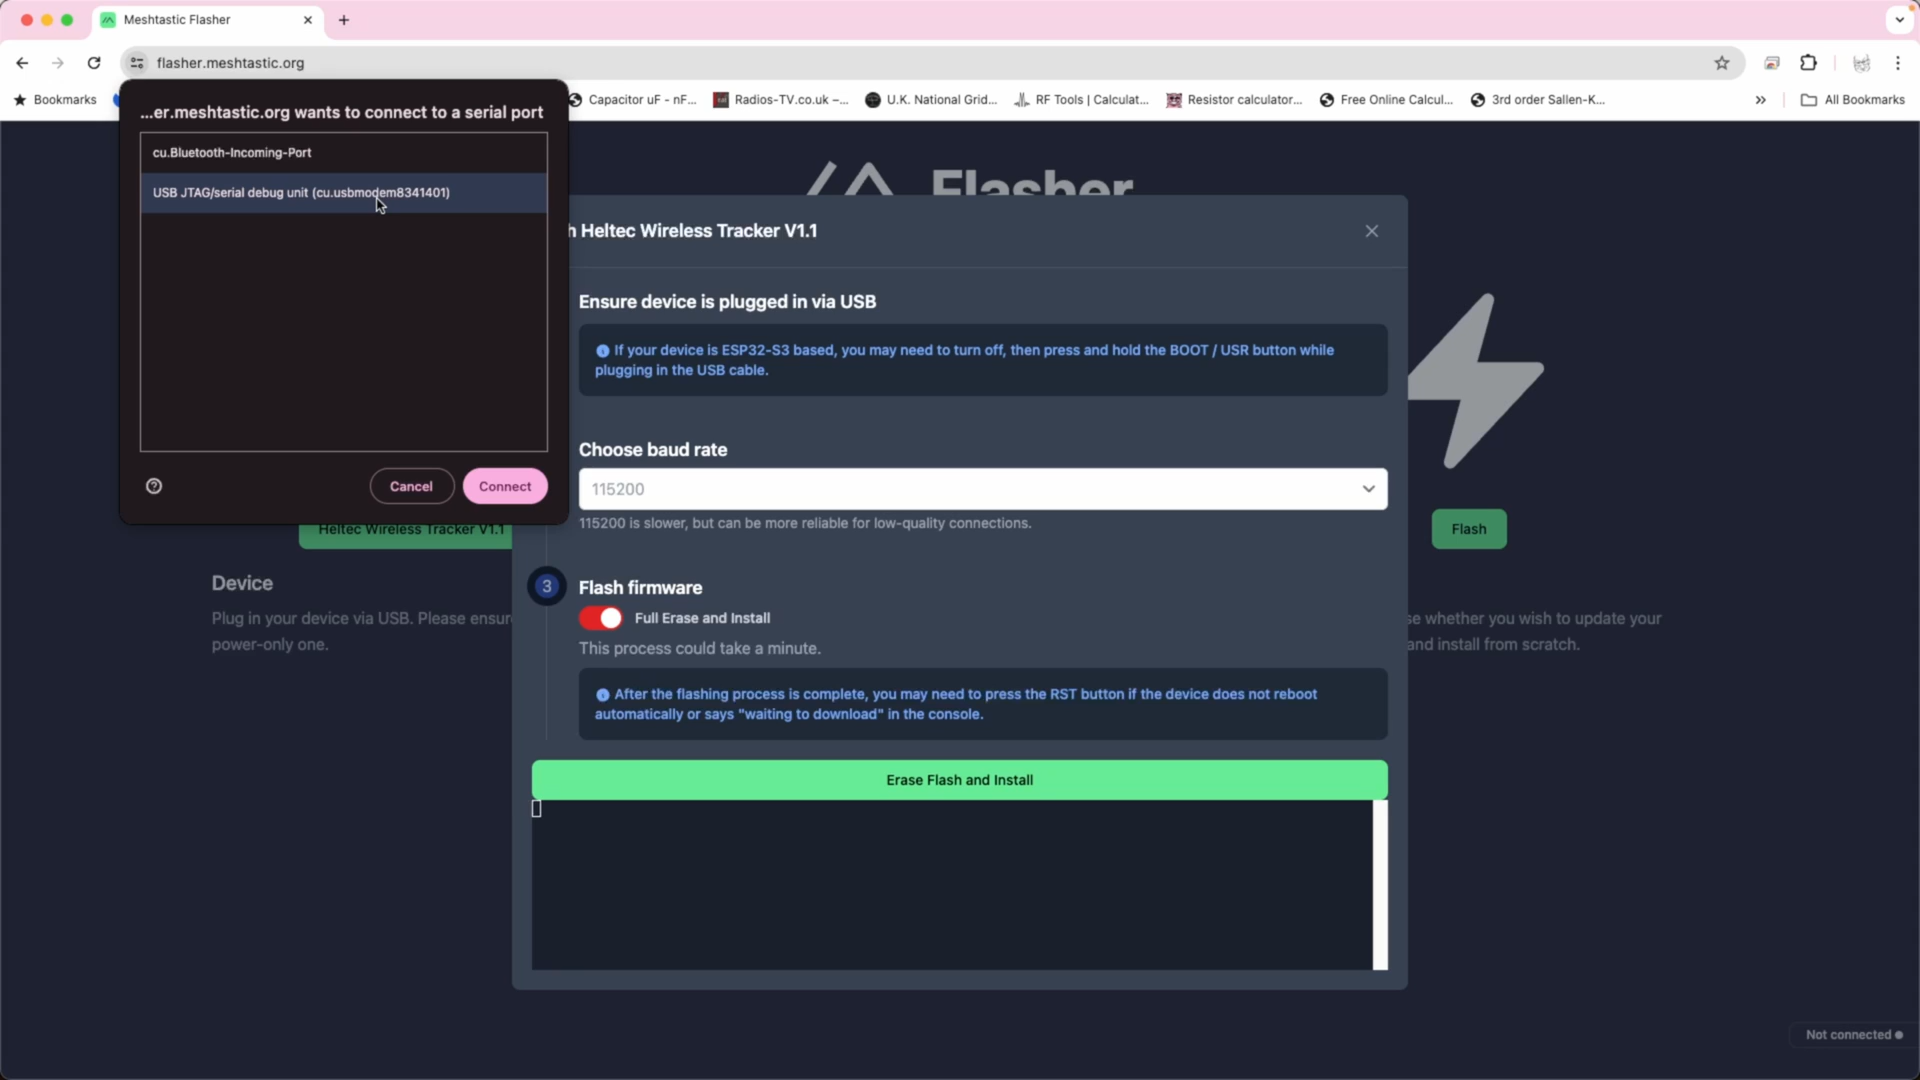 Meshtastic Flasher
flasher.meshtastic.org
Bookmarks
Capacitor uF - nF...
Radios-TV.co.uk –...
U.K. National Grid...
RF Tools | Calculat...
Resistor calculator...
Free Online Calcul...
3rd order Sallen-K...
All Bookmarks
...er.meshtastic.org wants to connect to a serial port
cu.Bluetooth-Incoming-Port
USB JTAG/serial debug unit (cu.usbmodem8341401)
Cancel
Connect
Flasher
h Heltec Wireless Tracker V1.1
Ensure device is plugged in via USB
If your device is ESP32-S3 based, you may need to turn off, then press and hold the BOOT / USR button while
plugging in the USB cable.
Choose baud rate
115200
115200 is slower, but can be more reliable for low-quality connections.
Heltec Wireless Tracker V1.1
Flash
Device
Plug in your device via USB. Please ensur
power-only one.
3
Flash firmware
Full Erase and Install
This process could take a minute.
After the flashing process is complete, you may need to press the RST button if the device does not reboot
automatically or says "waiting to download" in the console.
se whether you wish to update your
and install from scratch.
Erase Flash and Install
Not connected